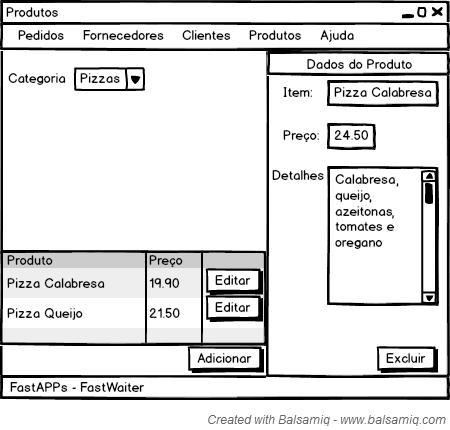 Produtos
Pedidos Fornecedores Clientes Produtos Ajuda
Categoria Pizzas
Produto Preço
Pizza Calabresa 19.90 Editar
Pizza Queijo 21.50 Editar
Adicionar
Dados do Produto
Item: Pizza Calabresa
Preço: 24.50
Detalhes Calabresa,
queijo,
azeitonas,
tomates e
oregano
Excluir
FastAPPs - FastWaiter
Created with Balsamiq - www.balsamiq.com